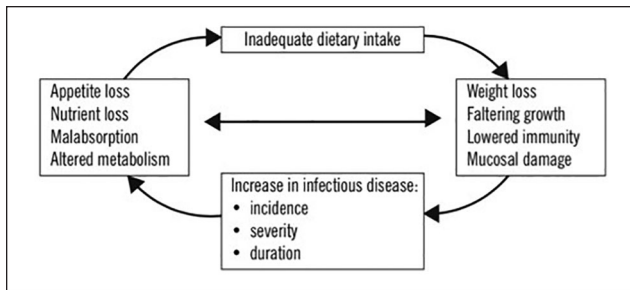 Inadequate dietary intake
Appetite loss
Nutrient loss
Malabsorption
Altered metabolism
Weight loss
Faltering growth
Lowered immunity
Mucosal damage
Increase in infectious disease:
• incidence
• severity
• duration